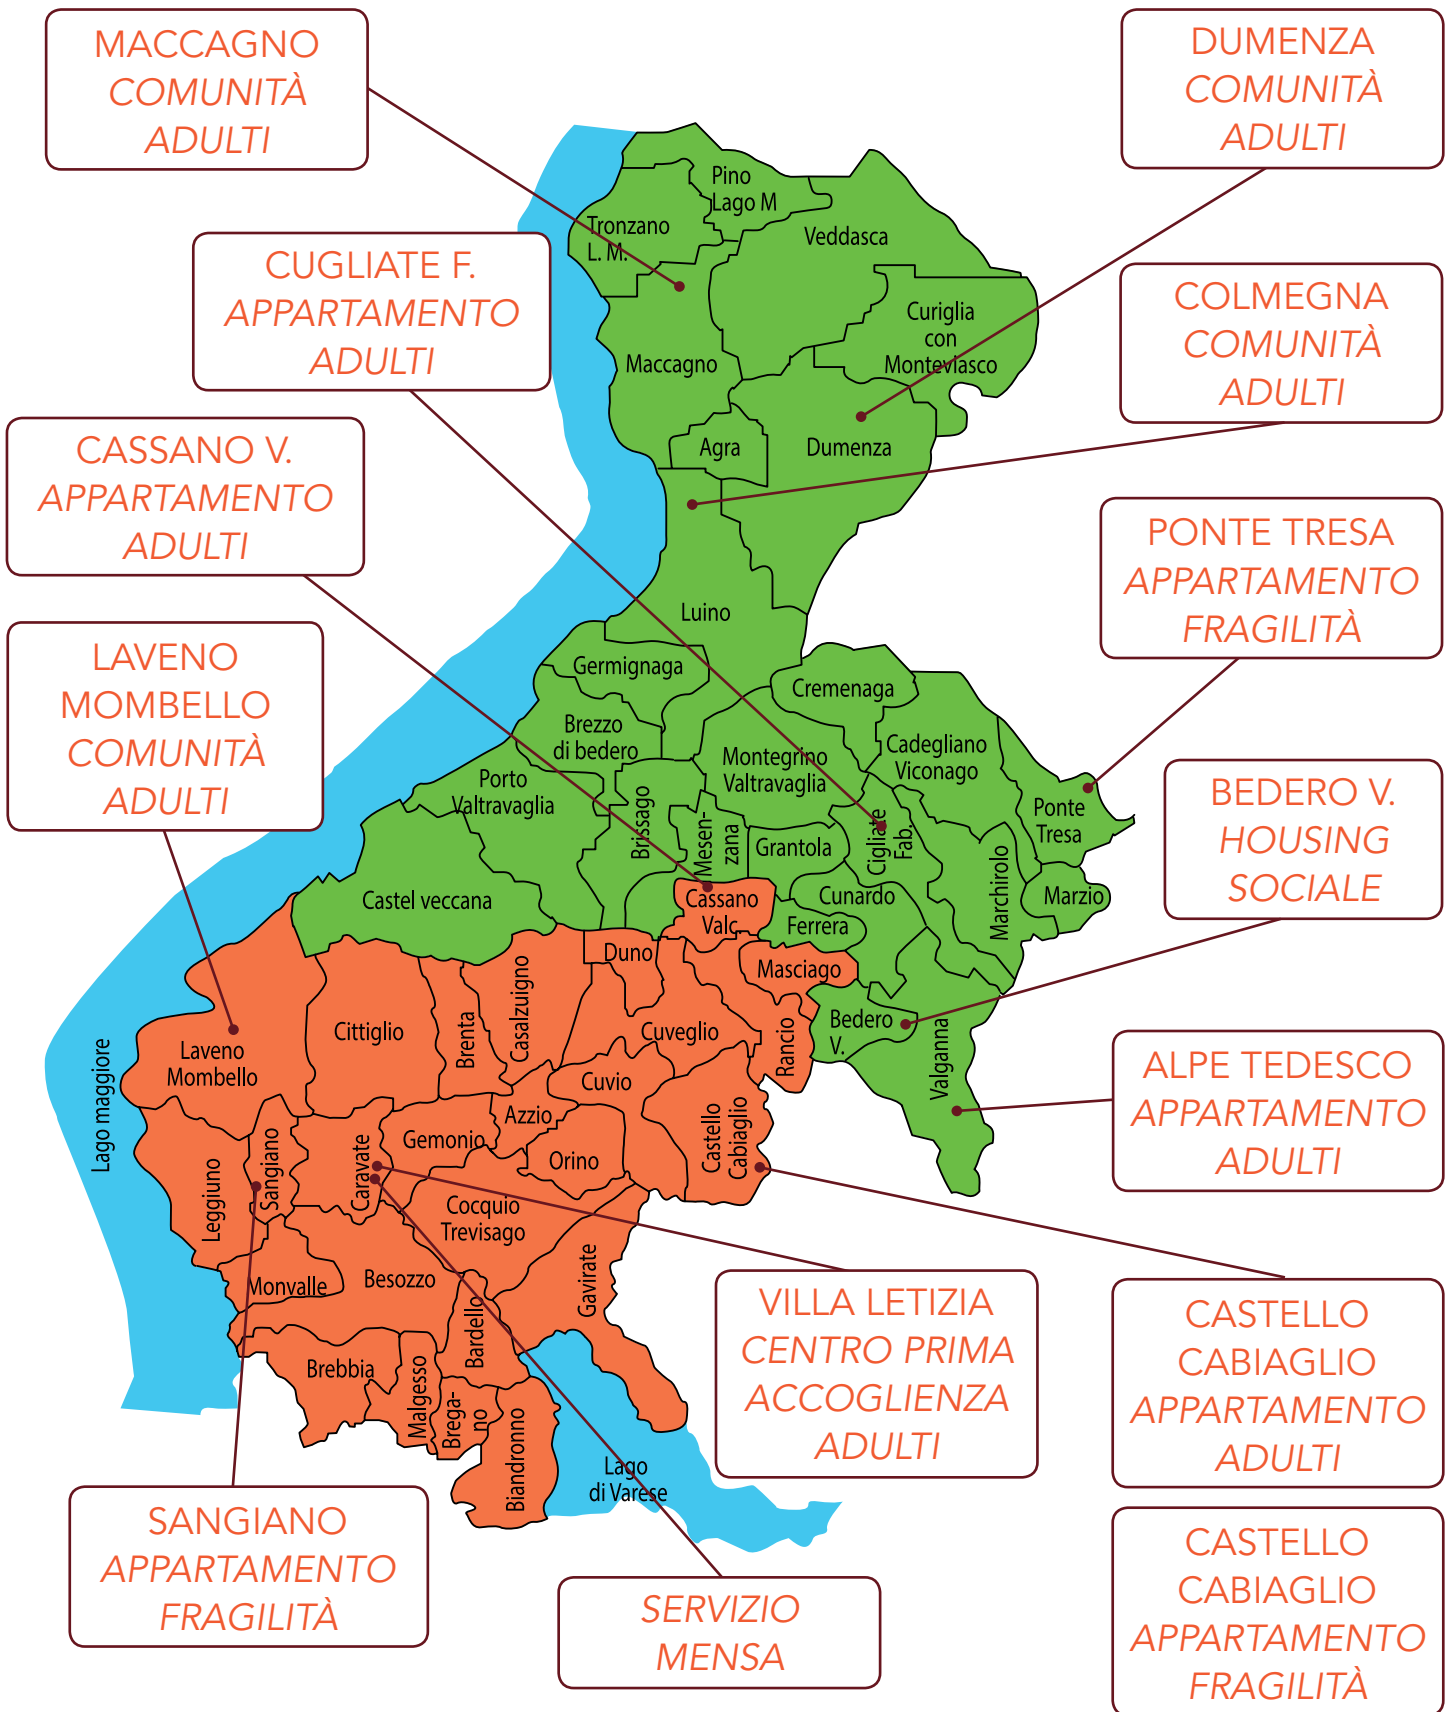 MACCAGNO
COMUNITÀ
ADULTI
DUMENZA
COMUNITÀ
ADULTI
CUGLIATE F.
APPARTAMENTO
ADULTI
COLMEGNA
COMUNITÀ
ADULTI
CASSANO V.
APPARTAMENTO
ADULTI
PONTE TRESA
APPARTAMENTO
FRAGILITÀ
LAVENO
MOMBELLO
COMUNITÀ
ADULTI
BEDERO V.
HOUSING
SOCIALE
ALPE TEDESCO
APPARTAMENTO
ADULTI
VILLA LETIZIA
CENTRO PRIMA
ACCOGLIENZA
ADULTI
CASTELLO
CABIAGLIO
APPARTAMENTO
ADULTI
SANGIANO
APPARTAMENTO
FRAGILITÀ
SERVIZIO
MENSA
CASTELLO
CABIAGLIO
APPARTAMENTO
FRAGILITÀ
Pino
Lago M
Tronzano
L. M.
Veddasca
Curiglia
con
Monteviasco
Maccagno
Agra
Dumenza
Luino
Germignaga
Cremenaga
Brezzo
di bedero
Montegrino
Valtravaglia
Cadegliano
Viconago
Porto
Valtravaglia
Brissago
Mesen-
zana
Grantola
Cigliate
Fab.
Ponte
Tresa
Marchirolo
Marzio
Castel veccana
Cassano
Valc.
Cunardo
Ferrera
Duno
Masciago
Casalzuigno
Cuveglio
Rancio
Bedero
V.
Valganna
Cittiglio
Brenta
Laveno
Mombello
Lago maggiore
Cuvio
Azzio
Castello
Cabiaglio
Gemonio
Orino
Caravate
Sangiano
Leggiuno
Cocquio
Trevisago
Gavirate
Monvalle
Besozzo
Bardello
Brebbia
Malgesso
Brega-
no
Biandronno
Lago
di Varese